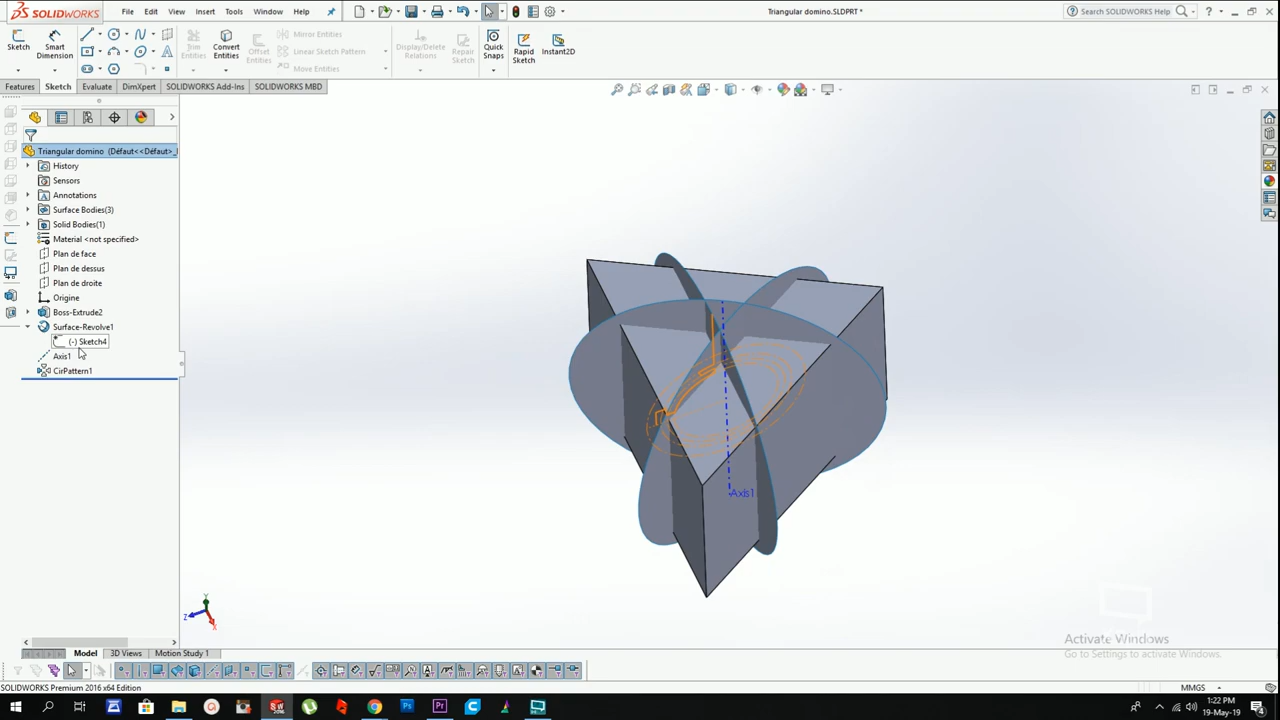 SOLIDWORKS
File
Edit
View
Insert
Tools
Window
Help
Triangular domino.SLDPRT *
Search SOLIDWORKS Help
Sketch
Smart
Dimension
Trim
Entities
Convert
Entities
Offset
Entities
Mirror Entities
Linear Sketch Pattern
Move Entities
Display/Delete
Relations
Repair
Sketch
Quick
Snaps
Rapid
Sketch
Instant2D
Features
Sketch
Evaluate
DimXpert
SOLIDWORKS Add-Ins
SOLIDWORKS MBD
Triangular domino (Défaut<<Défaut>_
History
Sensors
Annotations
Surface Bodies(3)
Solid Bodies(1)
Material <not specified>
Plan de face
Plan de dessus
Plan de droite
Origine
Boss-Extrude2
Surface-Revolve1
(-) Sketch4
Axis1
CirPattern1
Axis1
Y
Z
X
Activate Windows
Go to Settings to activate Windows.
Model
3D Views
Motion Study 1
SOLIDWORKS Premium 2016 x64 Edition
MMGS
1:22 PM
19-May-19